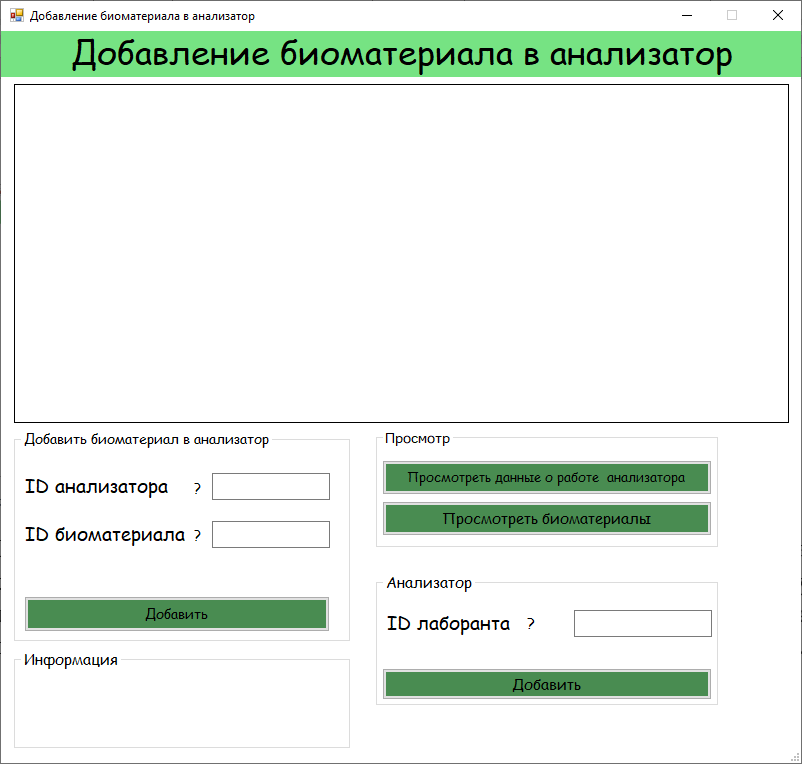 Добавление биоматериала в анализатор
Добавление биоматериала в анализатор
Добавить биоматериал в анализатор
ID анализатора ?
ID биоматериала ?
Добавить
Информация
Просмотр
Просмотреть данные о работе анализатора
Просмотреть биоматериалы
Анализатор
ID лаборанта ?
Добавить